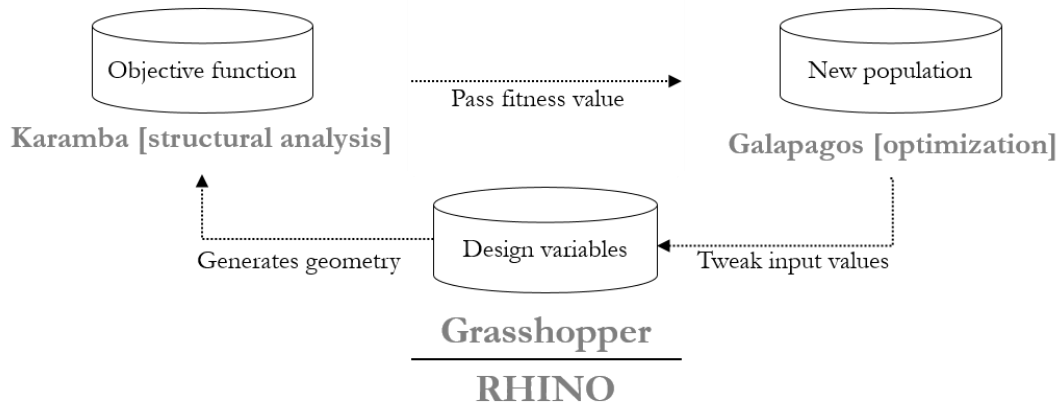 Objective function
New population
Pass fitness value
Karamba [structural analysis]
Galapagos [optimization]
Design variables
Generates geometry
Tweak input values
Grasshopper
RHINO